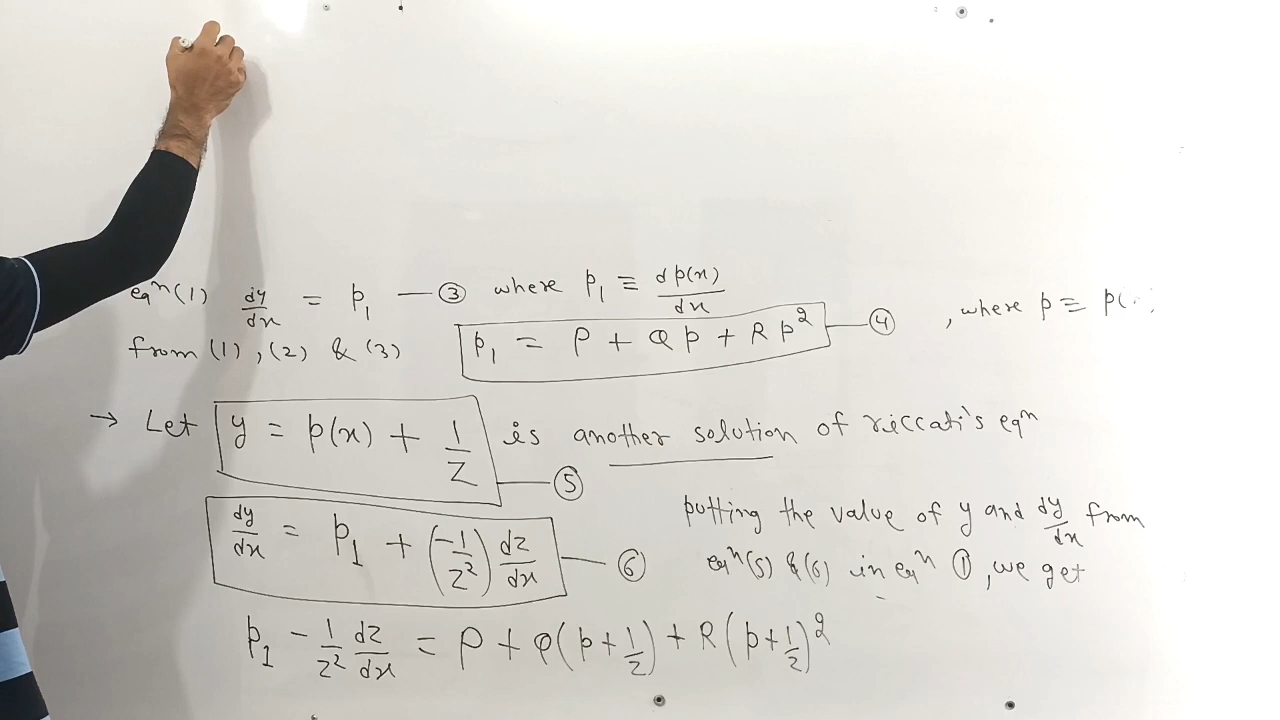 eqⁿ(1) dy/dx = p₁ — ③ where p₁ ≡ dp(x)/dx
from (1), (2) & (3) p₁ = P + Qp + Rp² — ④ , where p ≡ p(
→ Let y = p(x) + 1/z is another solution of riccati's eqⁿ — ⑤
dy/dx = p₁ + (-1/z²) dz/dx — ⑥
putting the value of y and dy/dx from
eqⁿ(5) & (6) in eqⁿ ①, we get
p₁ - 1/z² dz/dx = P + Q(p + 1/z) + R(p + 1/z)²